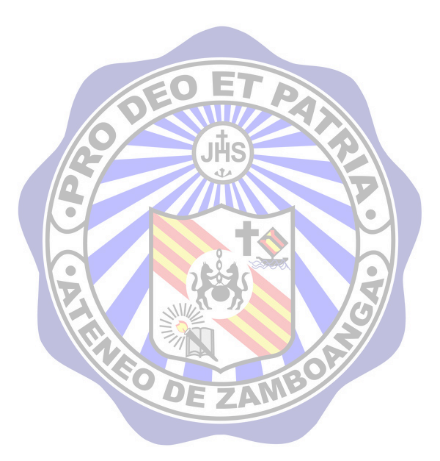 PRO DEO ET PATRIA
JHS
ATENEO DE ZAMBOANGA